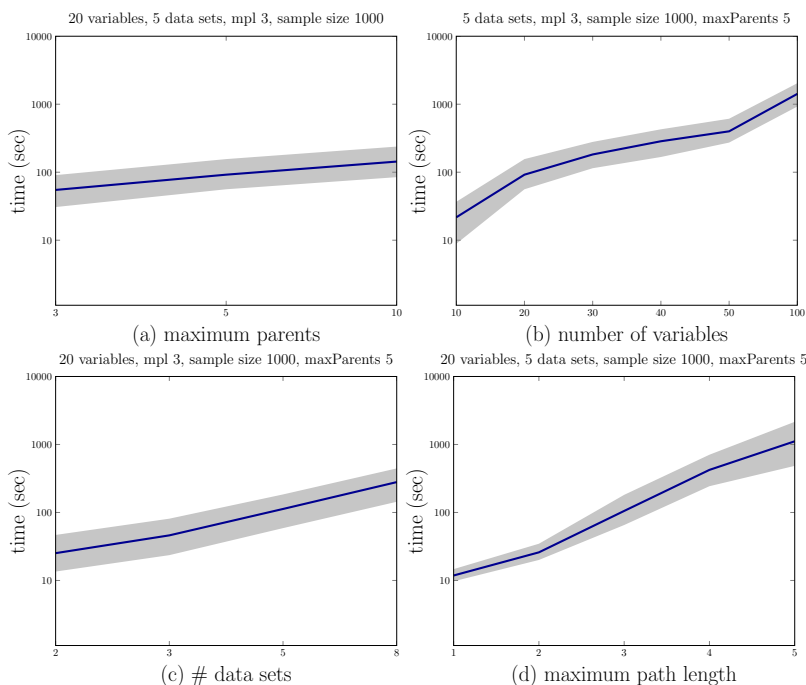 20 variables, 5 data sets, mpl 3, sample size 1000
10000
1000
100
10
time (sec)
3
5
10
(a) maximum parents
5 data sets, mpl 3, sample size 1000, maxParents 5
10000
1000
100
10
time (sec)
10
20
30
40
50
100
(b) number of variables
20 variables, mpl 3, sample size 1000, maxParents 5
10000
1000
100
10
time (sec)
2
3
5
8
(c) # data sets
20 variables, 5 data sets, sample size 1000, maxParents 5
10000
1000
100
10
time (sec)
1
2
3
4
5
(d) maximum path length